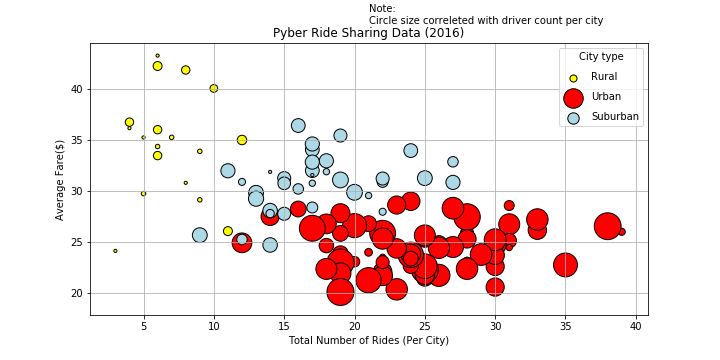 Note:
Circle size correleted with driver count per city
Pyber Ride Sharing Data (2016)
City type
Rural
Urban
Suburban
Average Fare($)
40
35
30
25
20
5 10 15 20 25 30 35 40
Total Number of Rides (Per City)